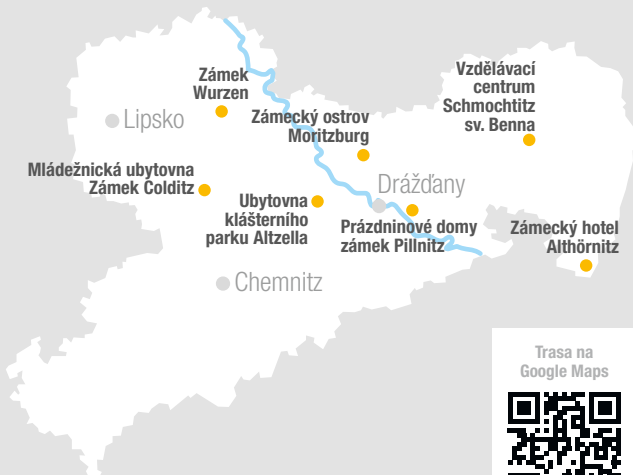 Zámek
Wurzen
Lipsko
Zámecký ostrov
Moritzburg
Vzdělávací
centrum
Schmochtitz
sv. Benna
Mládežnická ubytovna
Zámek Colditz
Ubytovna
klášterního
parku Altzella
Drážďany
Prázdninové domy
zámek Pillnitz
Zámecký hotel
Althörnitz
Chemnitz
Trasa na
Google Maps